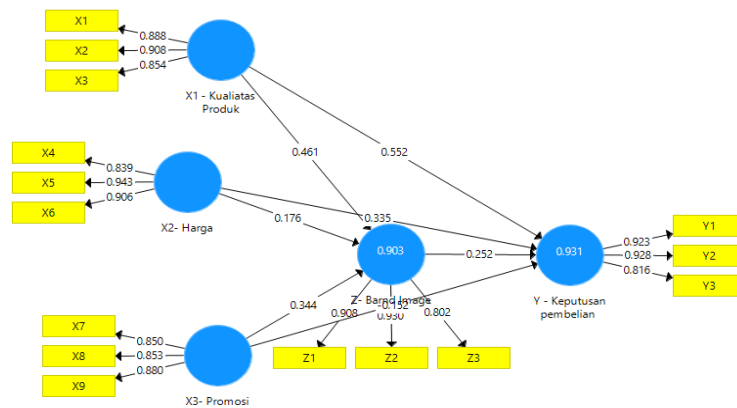 X1
0.888
X2
0.908
X3
0.854
X1 - Kualiatas
Produk
0.461
0.552
X4
0.839
X5
0.943
X6
0.906
X2- Harga
0.176
0.335
0.903
0.252
0.931
Z- Barnd Image
Y - Keputusan
pembelian
0.923
Y1
0.928
Y2
0.816
Y3
0.344
-0.152
0.908
0.930
0.802
Z1
Z2
Z3
X7
0.850
X8
0.853
X9
0.880
X3- Promosi